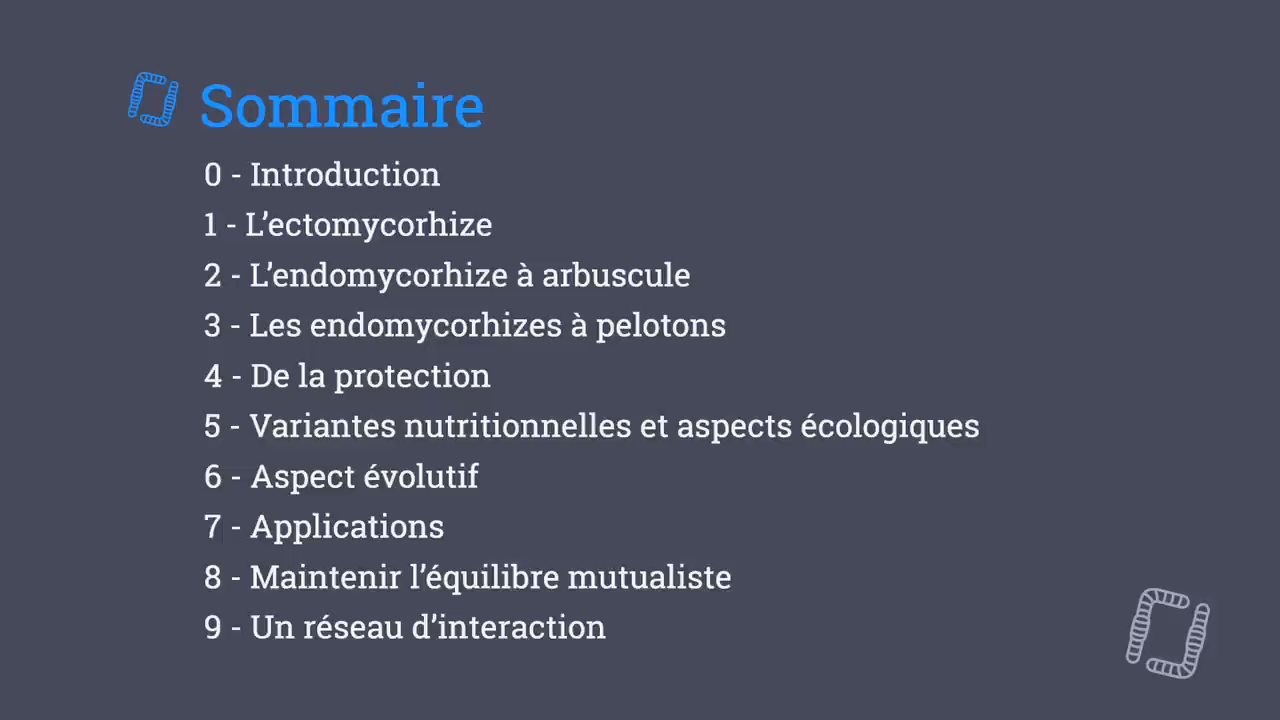 Sommaire
0 - Introduction
1 - L’ectomycorhize
2 - L’endomycorhize à arbuscule
3 - Les endomycorhizes à pelotons
4 - De la protection
5 - Variantes nutritionnelles et aspects écologiques
6 - Aspect évolutif
7 - Applications
8 - Maintenir l’équilibre mutualiste
9 - Un réseau d’interaction